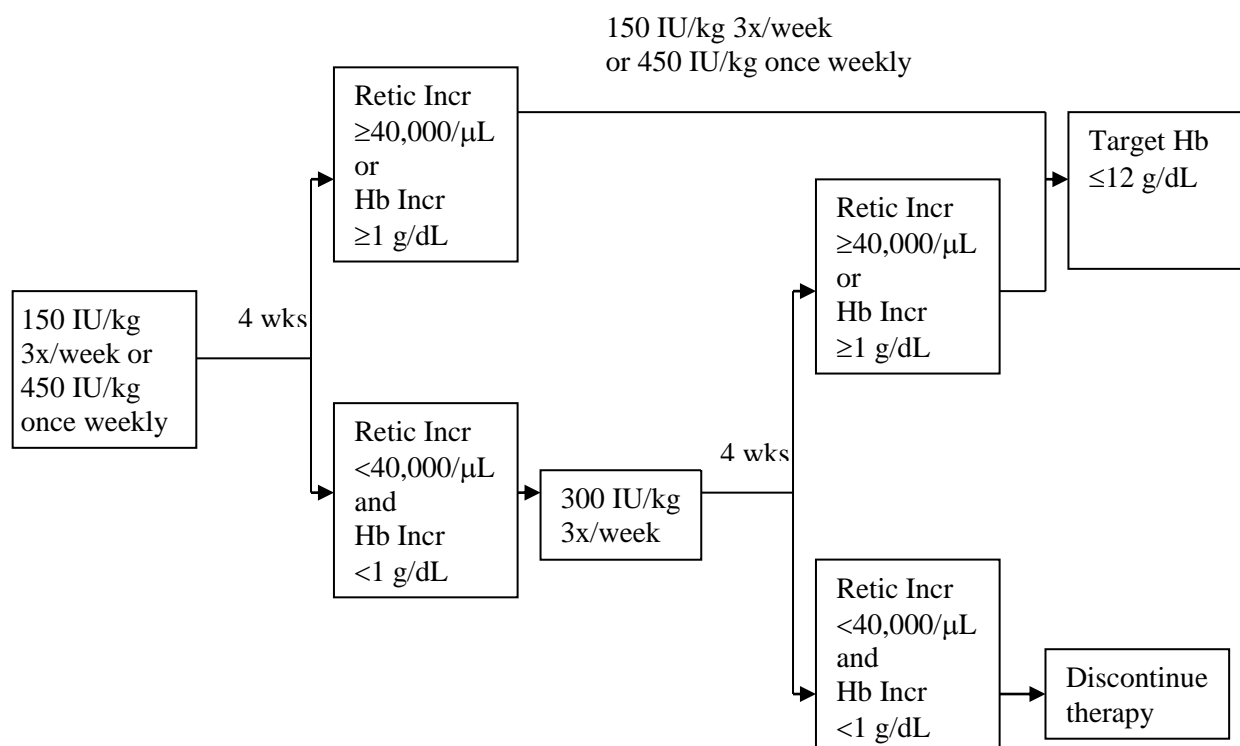 150 IU/kg 3x/week
or 450 IU/kg once weekly
150 IU/kg
3x/week or
450 IU/kg
once weekly
4 wks
Retic Incr
≥40,000/μL
or
Hb Incr
≥1 g/dL
Retic Incr
<40,000/μL
and
Hb Incr
<1 g/dL
300 IU/kg
3x/week
4 wks
Retic Incr
≥40,000/μL
or
Hb Incr
≥1 g/dL
Retic Incr
<40,000/μL
and
Hb Incr
<1 g/dL
Target Hb
≤12 g/dL
Discontinue
therapy